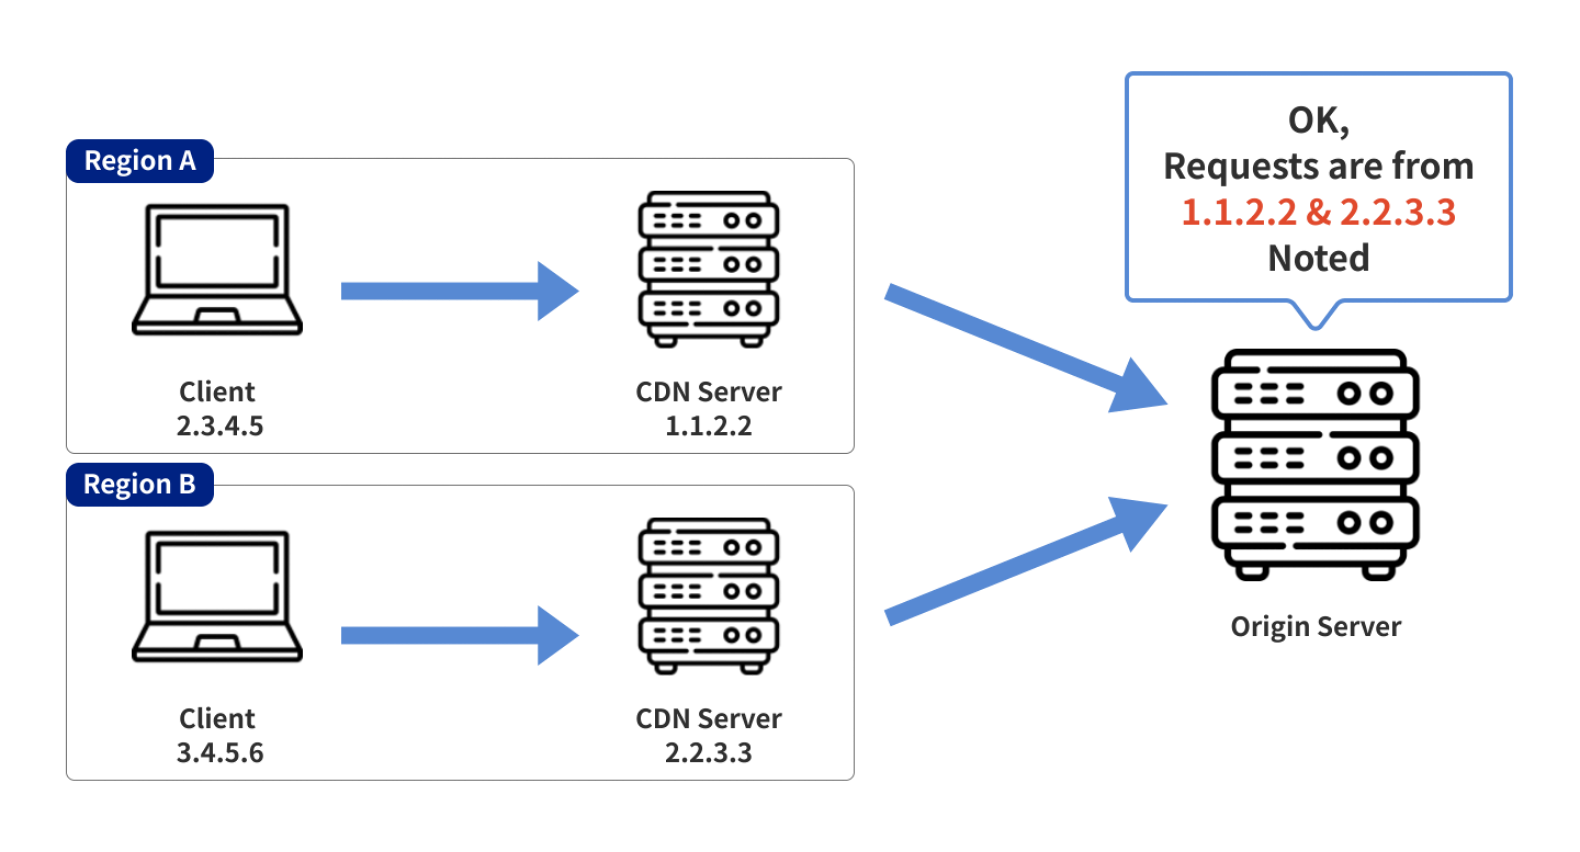 Region A
Client
2.3.4.5
CDN Server
1.1.2.2
Region B
Client
3.4.5.6
CDN Server
2.2.3.3
OK,
Requests are from
1.1.2.2 & 2.2.3.3
Noted
Origin Server